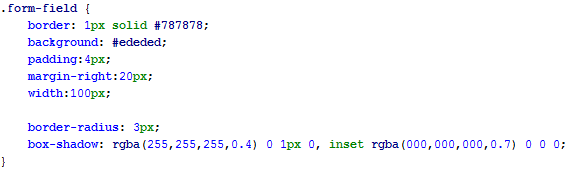 .form-field {
border: 1px solid #787878;
background: #ededed;
padding:4px;
margin-right:20px;
width:100px;
border-radius: 3px;
box-shadow: rgba(255,255,255,0.4) 0 1px 0, inset rgba(000,000,000,0.7) 0 0 0;
}